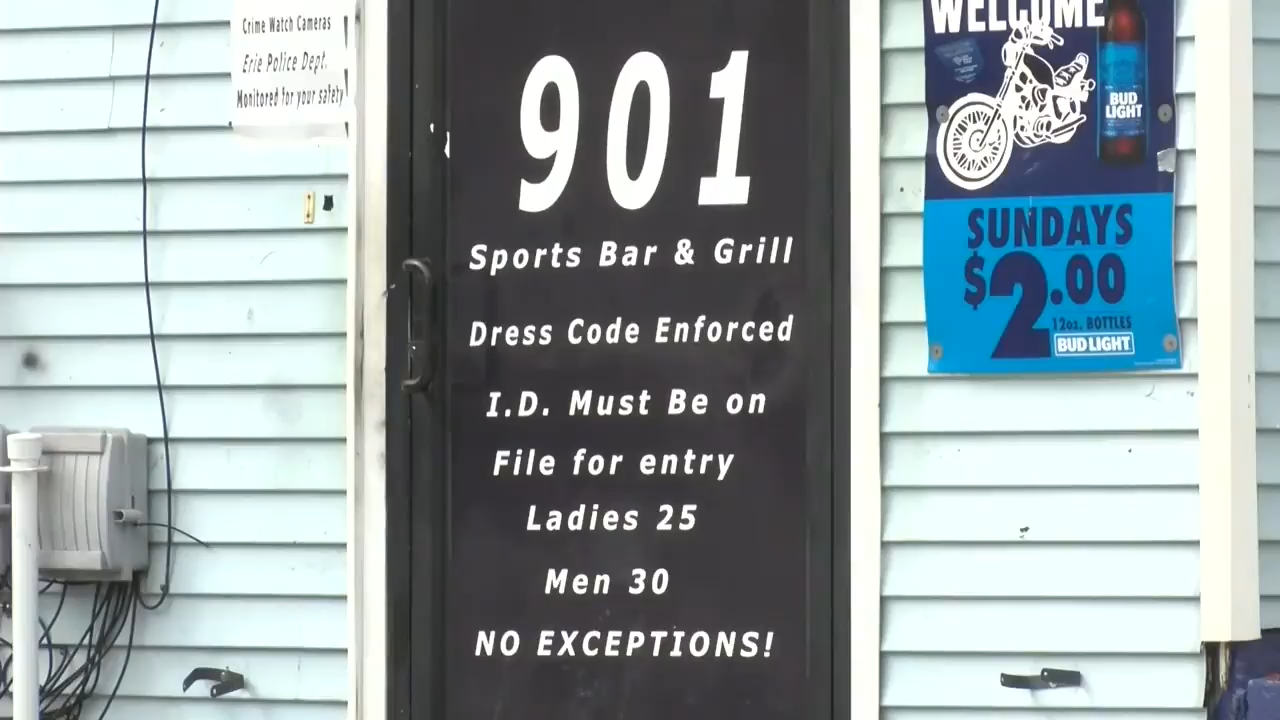 Crime Watch Cameras
Erie Police Dept.
Monitored for your safety
901
Sports Bar & Grill
Dress Code Enforced
I.D. Must Be on
File for entry
Ladies 25
Men 30
NO EXCEPTIONS!
WELCOME
BUD
LIGHT
SUNDAYS
$2.00
12oz. BOTTLES
BUD LIGHT